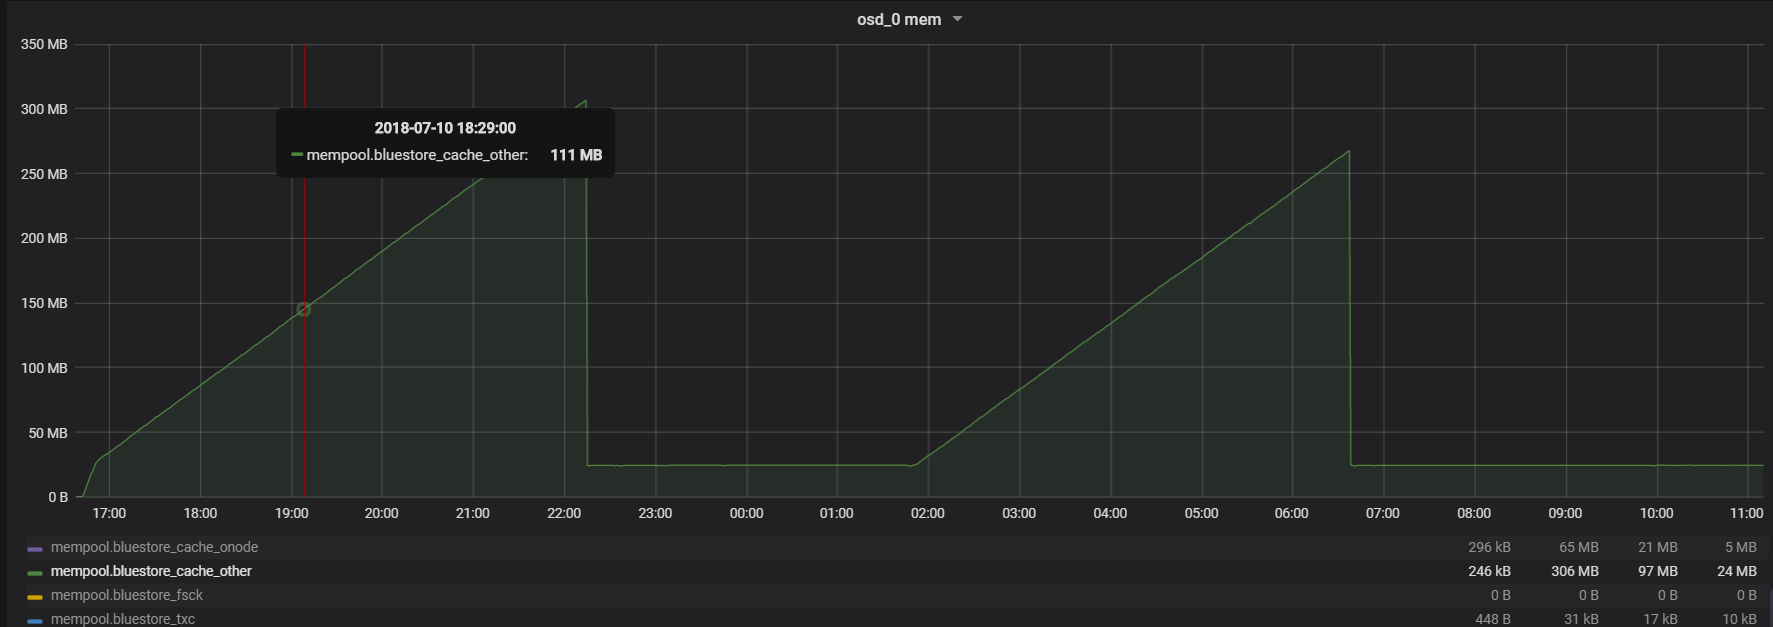 osd_0 mem
350 MB
300 MB
250 MB
200 MB
150 MB
100 MB
50 MB
0 B
2018-07-10 18:29:00
mempool.bluestore_cache_other: 111 MB
17:00 18:00 19:00 20:00 21:00 22:00 23:00 00:00 01:00 02:00 03:00 04:00 05:00 06:00 07:00 08:00 09:00 10:00 11:00
mempool.bluestore_cache_onode 296 kB 65 MB 21 MB 5 MB
mempool.bluestore_cache_other 246 kB 306 MB 97 MB 24 MB
mempool.bluestore_fsck 0 B 0 B 0 B 0 B
mempool.bluestore_txc 448 B 31 kB 17 kB 10 kB